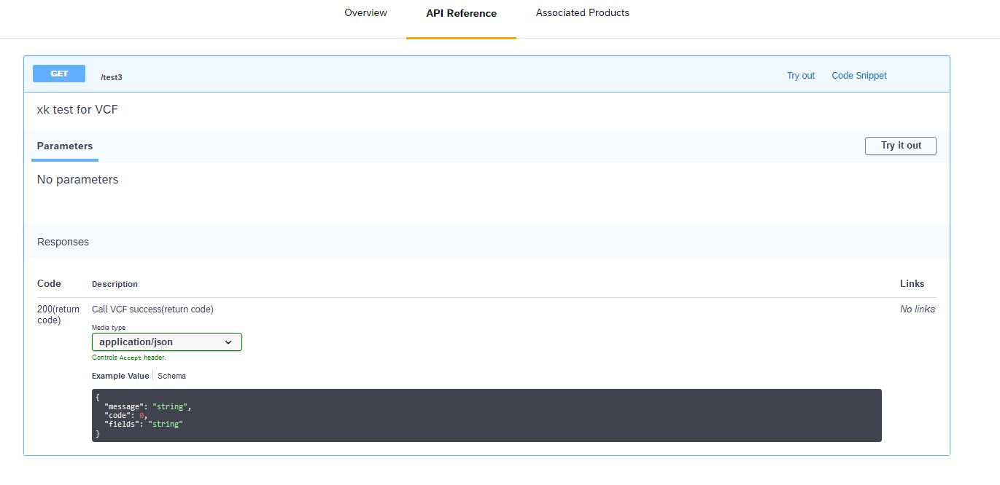 Overview API Reference Associated Products
GET /test3 Try out Code Snippet
xk test for VCF
Parameters Try it out
No parameters
Responses
Code Description Links
200(return code) Call VCF success(return code) No links
Media type
application/json
Controls Accept header.
Example Value Schema
{
"message": "string",
"code": 0,
"fields": "string"
}